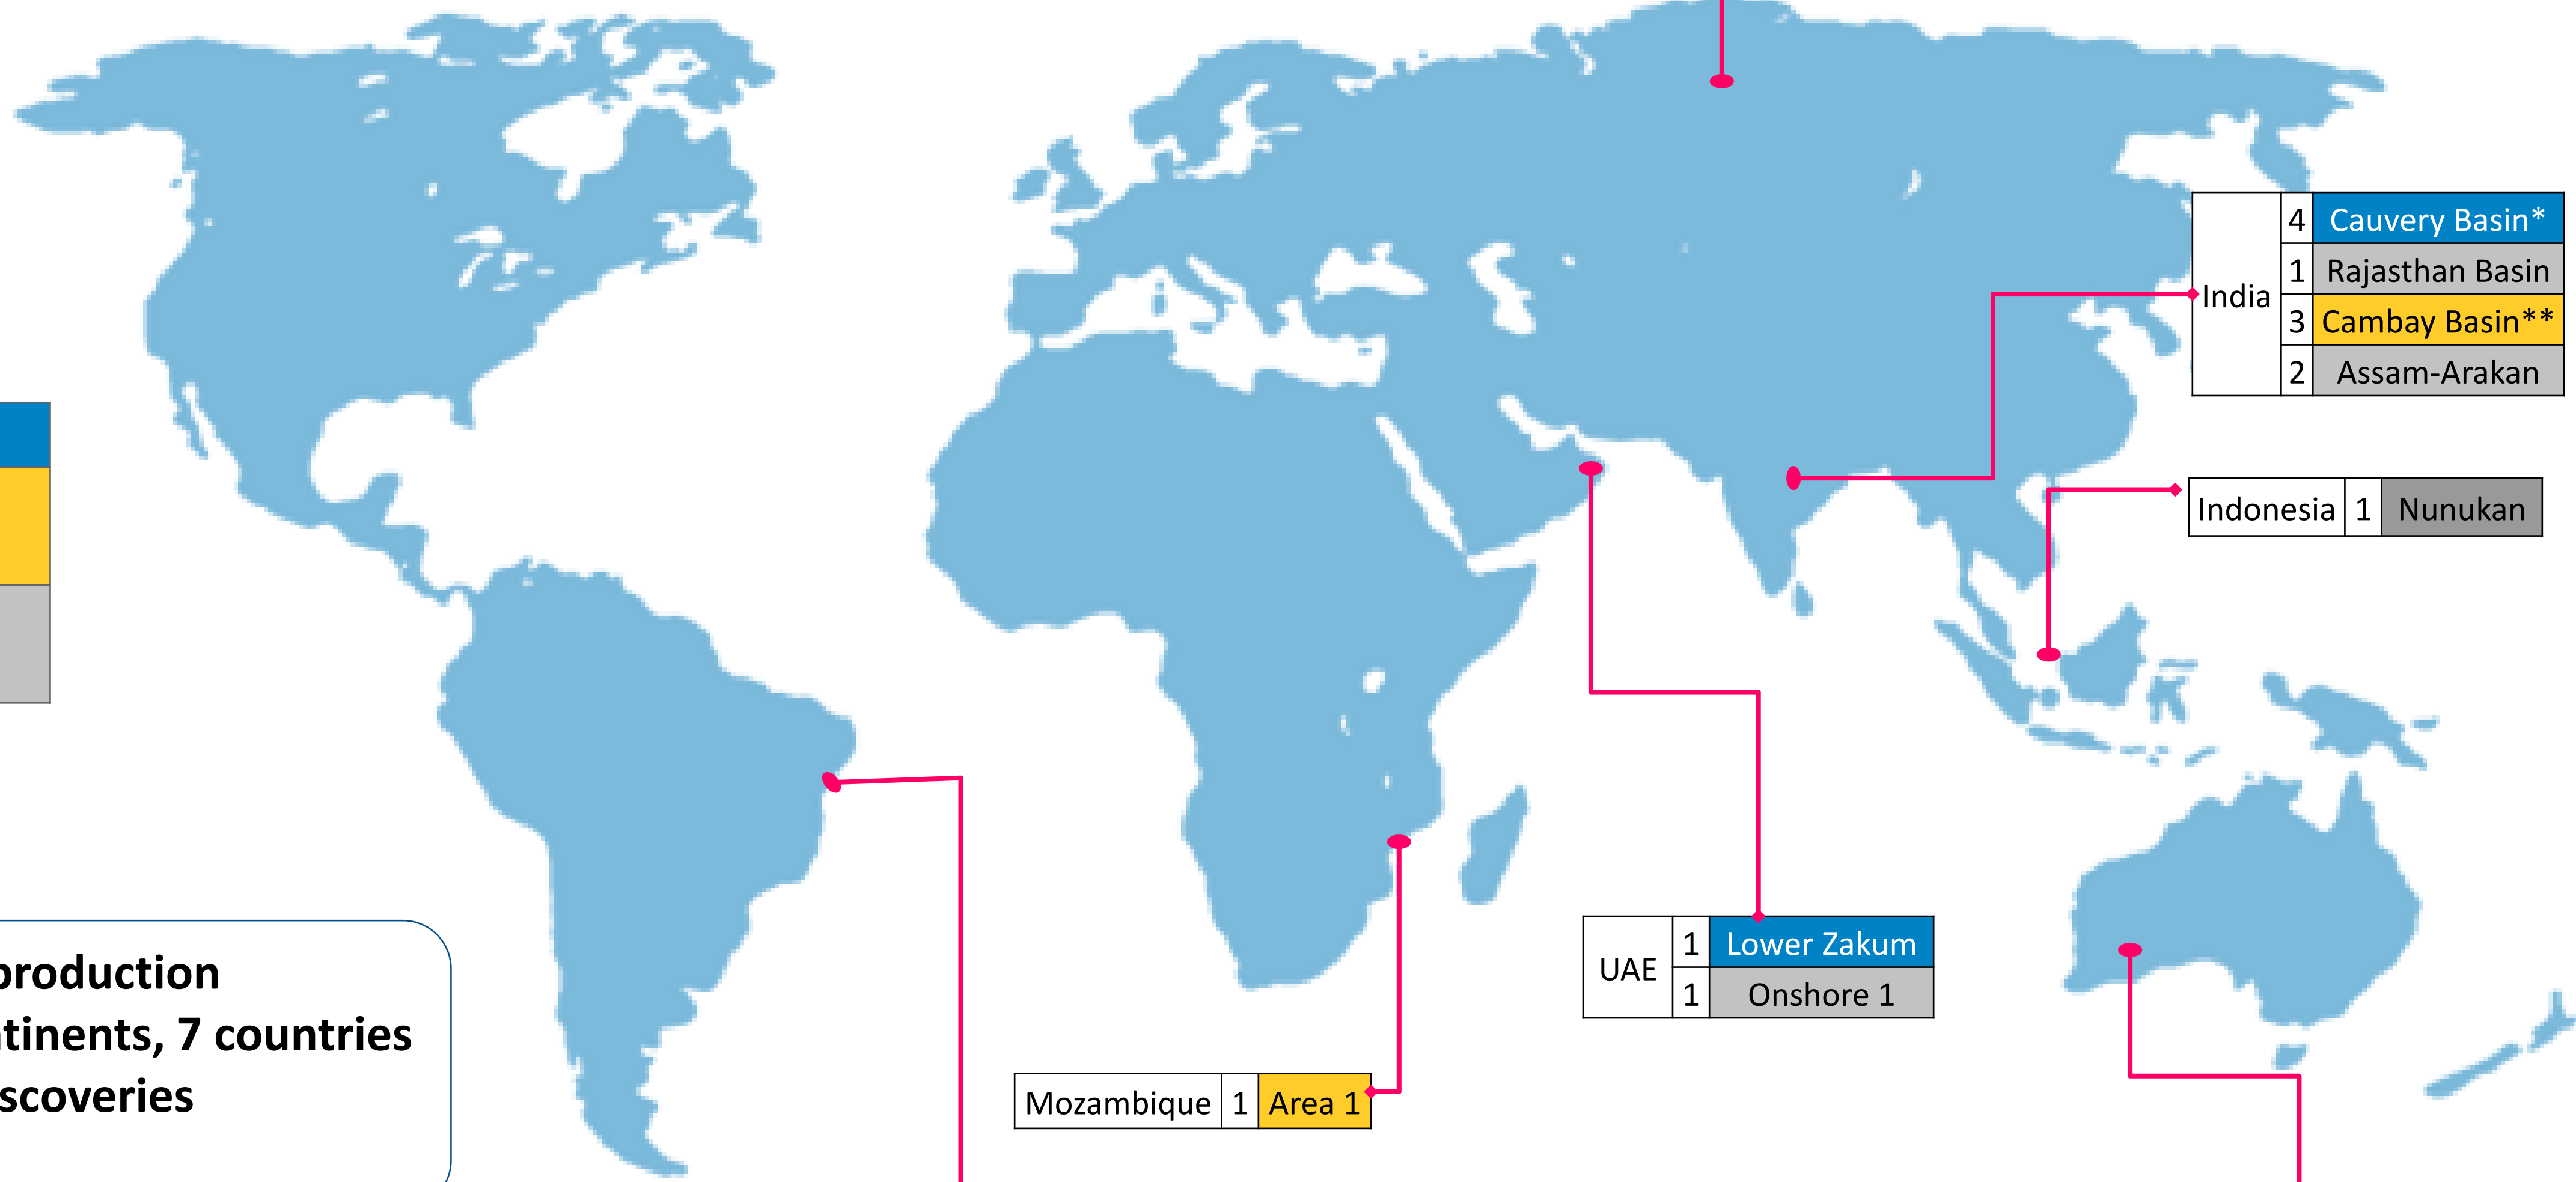 India
4 Cauvery Basin*
1 Rajasthan Basin
3 Cambay Basin**
2 Assam-Arakan
Indonesia 1 Nunukan
UAE
1 Lower Zakum
1 Onshore 1
Mozambique 1 Area 1
production
tinents, 7 countries
scoveries